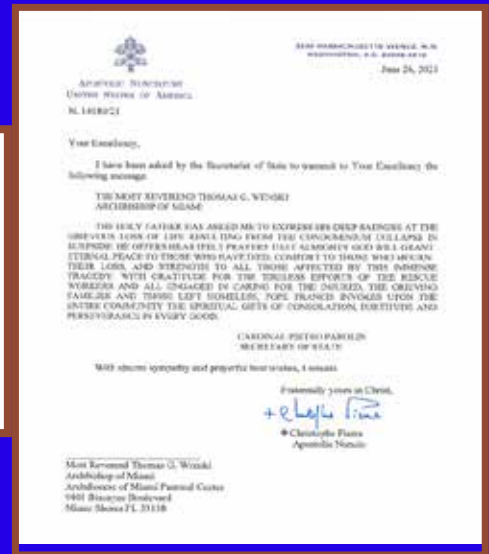 3339 MASSACHUSETTS AVENUE, N.W.
WASHINGTON, D.C. 20008-3610
June 26, 2021
APOSTOLIC NUNCIATURE
UNITED STATES OF AMERICA
N.
Your Excellency,
I have been asked by the Secretariat of State to transmit to Your Excellency the
following message:
THE MOST REVEREND THOMAS G. WENSKI
ARCHBISHOP OF MIAMI
THE HOLY FATHER HAS ASKED ME TO EXPRESS HIS DEEP SADNESS AT THE
GRIEVOUS LOSS OF LIFE RESULTING FROM THE CONDOMINIUM COLLAPSE IN
SURFSIDE. HE OFFERS HEARTFELT PRAYERS THAT ALMIGHTY GOD WILL GRANT
ETERNAL PEACE TO THOSE WHO HAVE DIED, COMFORT TO THOSE WHO MOURN
THEIR LOSS, AND STRENGTH TO ALL THOSE AFFECTED BY THIS IMMENSE
TRAGEDY. WITH GRATITUDE FOR THE TIRELESS EFFORTS OF THE RESCUE
WORKERS AND ALL ENGAGED IN CARING FOR THE INJURED, THE GRIEVING
FAMILIES AND THOSE LEFT HOMELESS, POPE FRANCIS INVOKES UPON THE
ENTIRE COMMUNITY THE SPIRITUAL GIFTS OF CONSOLATION, FORTITUDE AND
PERSEVERANCE IN EVERY GOOD.
CARDINAL PIETRO PAROLIN
SECRETARY OF STATE
With sincere sympathy and prayerful best wishes, I remain
Fraternally yours in Christ,
Christophe Pierre
Apostolic Nuncio
Most Reverend Thomas G. Wenski
Archbishop of Miami
Archdiocese of Miami Pastoral Center
9401 Biscayne Boulevard
Miami Shores FL 33138